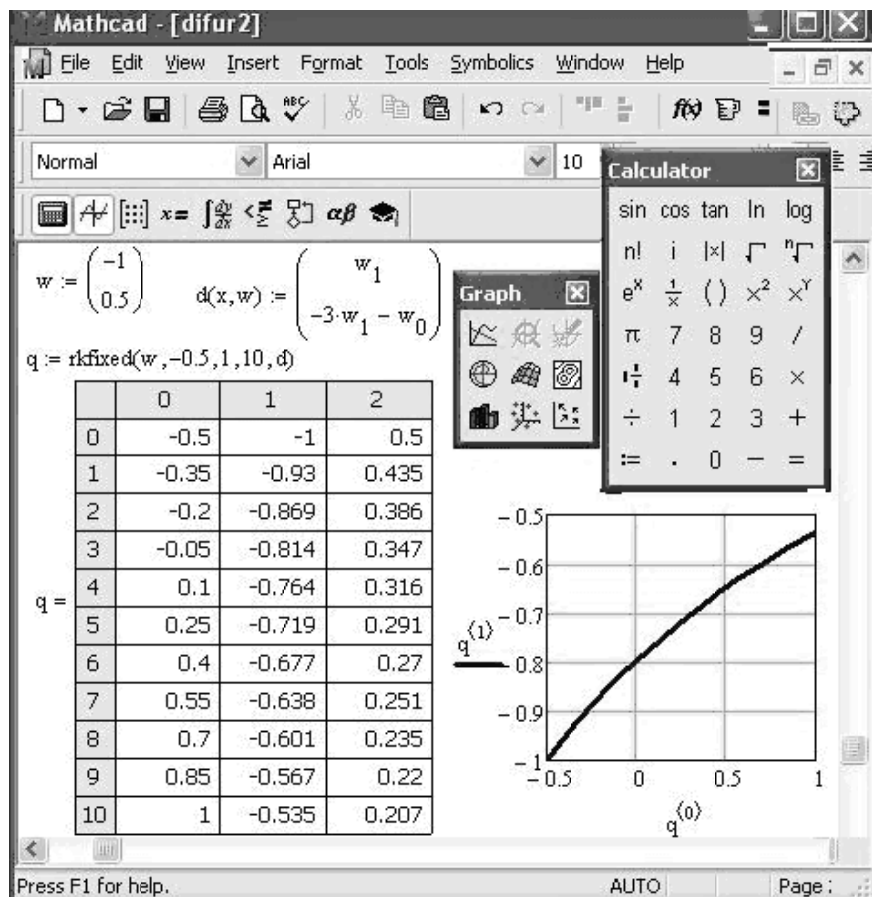 Mathcad - [difur2]
File Edit View Insert Format Tools Symbolics Window Help
ABC f(x) =
Normal Arial 10
x= ∫ dy/dx <≥ αβ
Calculator
sin cos tan ln log
n! i |×| √ ⁿ√
eˣ 1/x ( ) ×² ×ʸ
π 7 8 9 /
4 5 6 ×
÷ 1 2 3 +
:= . 0 − =
Graph
w := (-1 0.5) d(x,w) := (w₁ -3·w₁ − w₀)
q := rkfixed(w,-0.5,1,10,d)
q =
0 1 2
0 -0.5 -1 0.5
1 -0.35 -0.93 0.435
2 -0.2 -0.869 0.386
3 -0.05 -0.814 0.347
4 0.1 -0.764 0.316
5 0.25 -0.719 0.291
6 0.4 -0.677 0.27
7 0.55 -0.638 0.251
8 0.7 -0.601 0.235
9 0.85 -0.567 0.22
10 1 -0.535 0.207
-0.5
-0.6
-0.7
q⟨1⟩
-0.8
-0.9
-1
-0.5 0 0.5 1
q⟨0⟩
Press F1 for help. AUTO Page :